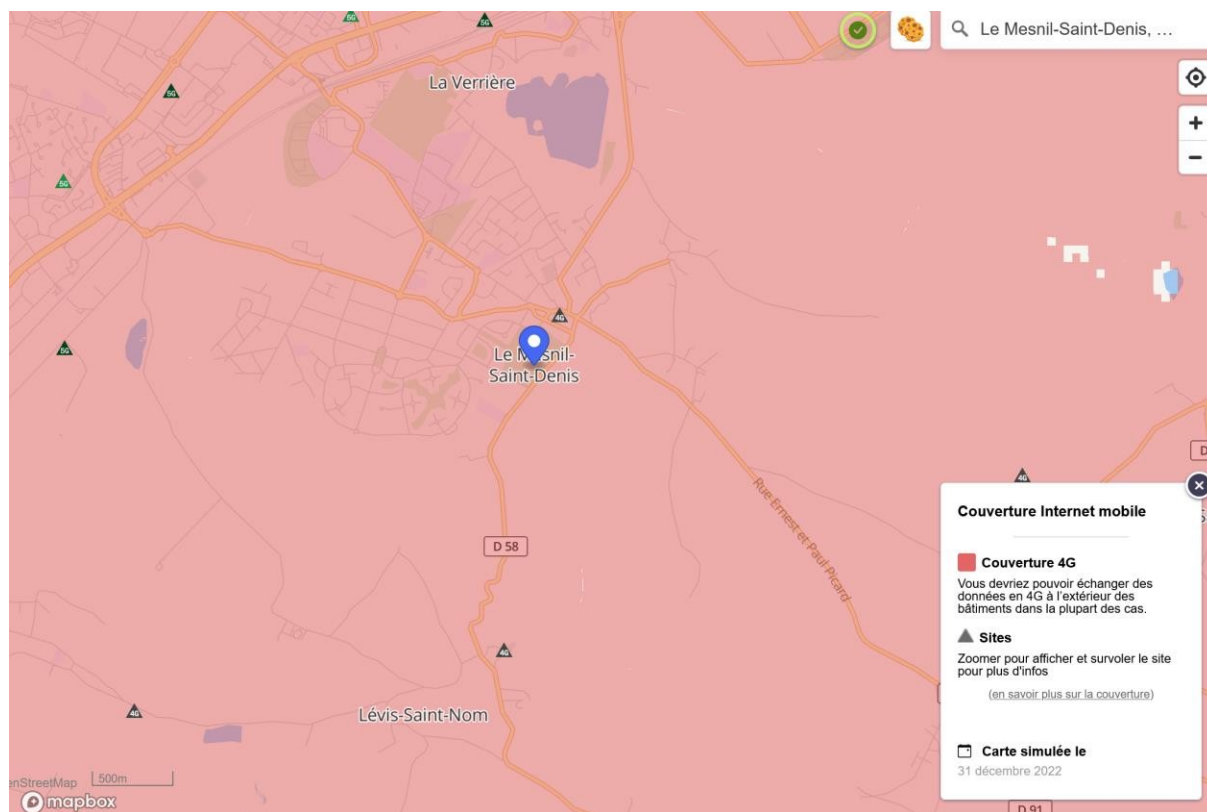 5G
5G
Le Mesnil-Saint-Denis, …
La Verrière
5G
5G
4G
5G
Le Mesnil-
Saint-Denis
D
4G
Couverture Internet mobile
Couverture 4G
Vous devriez pouvoir échanger des
données en 4G à l'extérieur des
bâtiments dans la plupart des cas.
Rue Ernest et Paul Picard
D 58
Sites
Zoomer pour afficher et survoler le site
pour plus d'infos
(en savoir plus sur la couverture)
4G
4G
Lévis-Saint-Nom
Carte simulée le
31 décembre 2022
500m
enStreetMap
mapbox
D 91